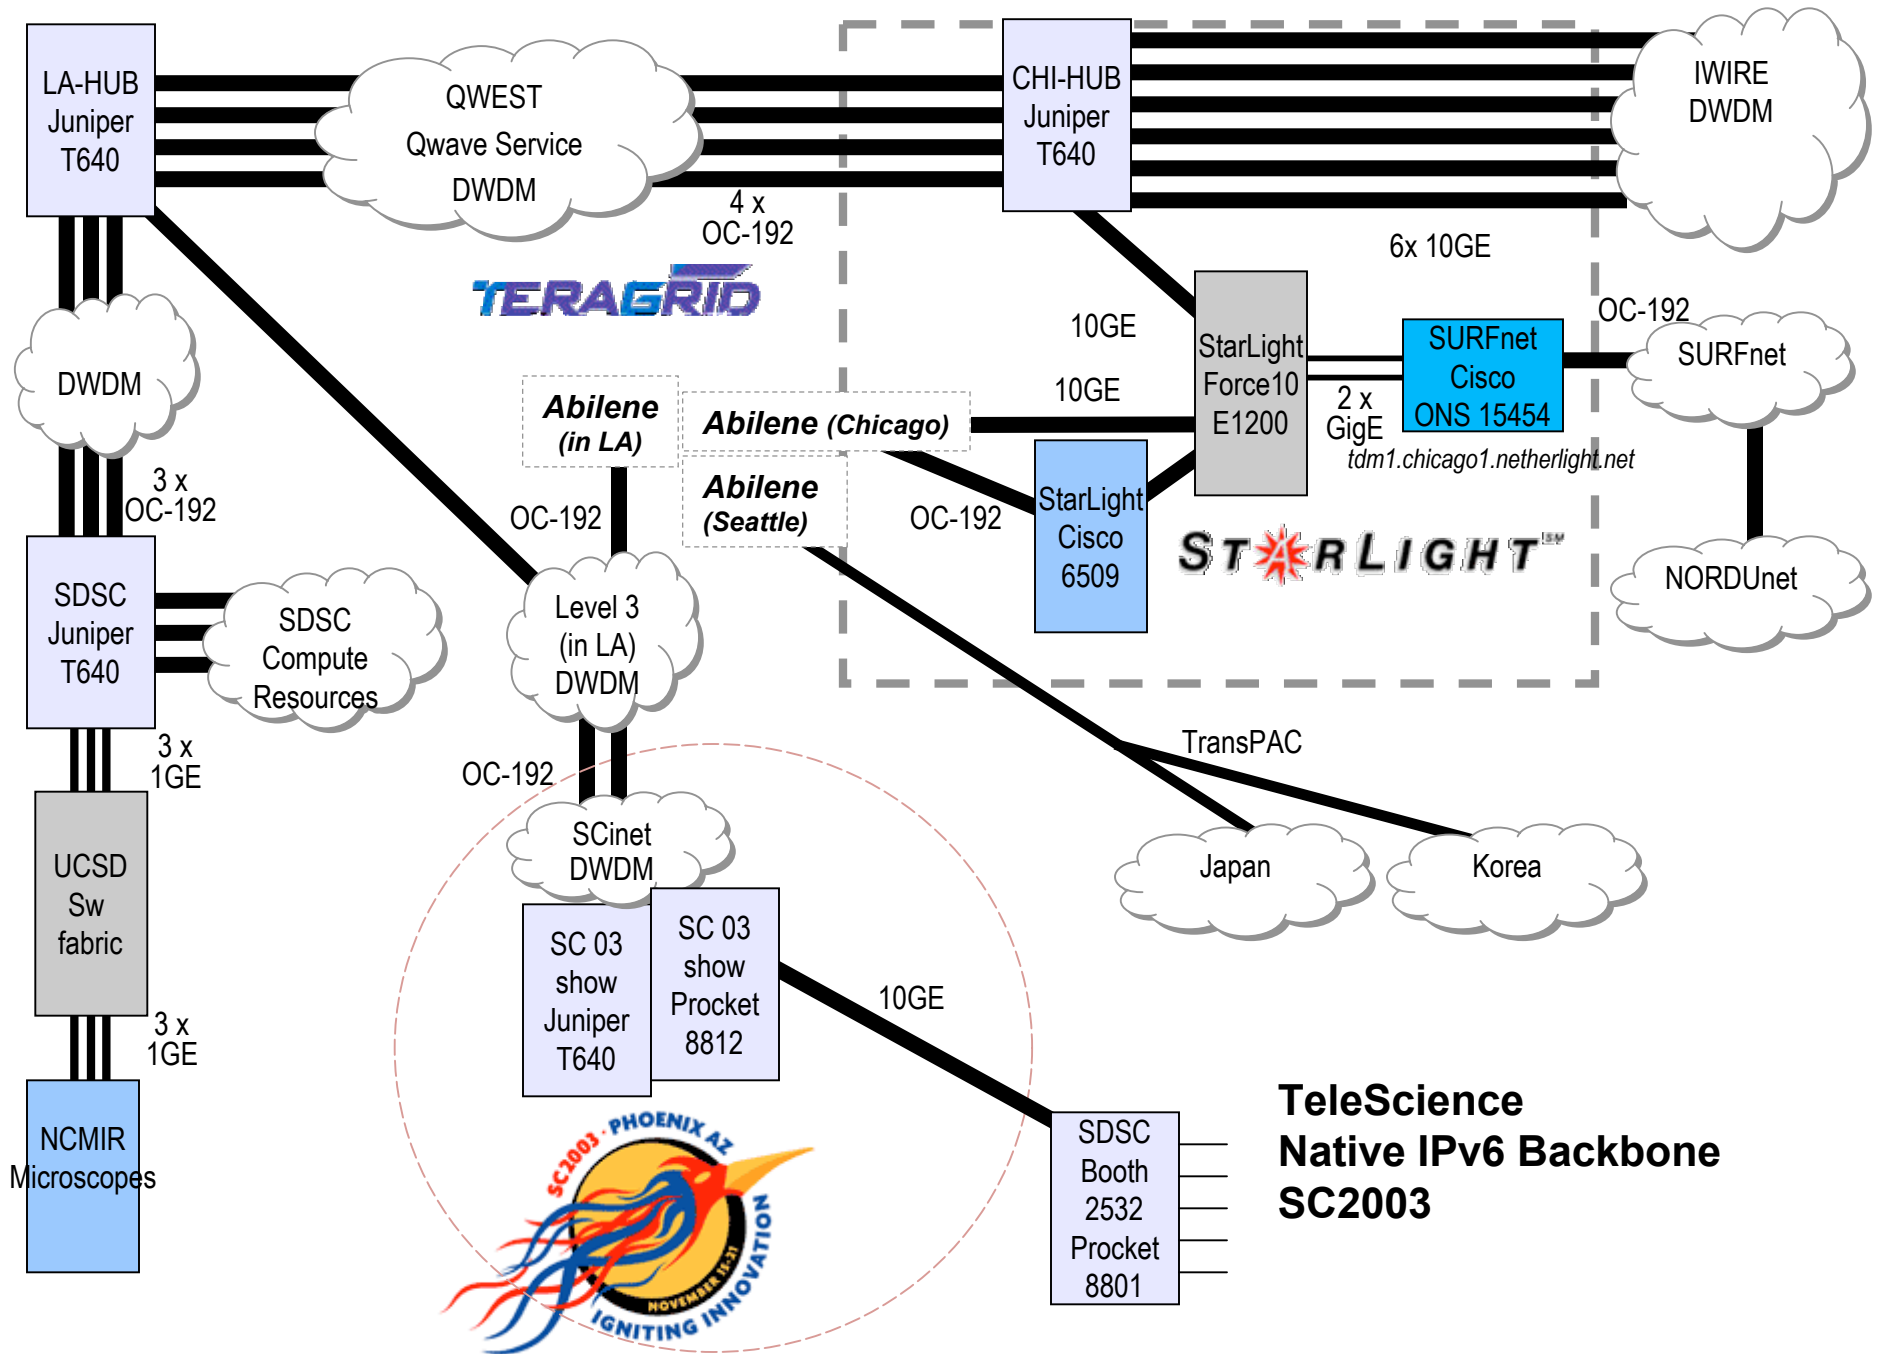 LA-HUB
Juniper
T640
QWEST
Qwave Service
DWDM
4 x
OC-192
CHI-HUB
Juniper
T640
IWIRE
DWDM
6x 10GE
TERAGRID
DWDM
3 x
OC-192
Abilene
(in LA)
Abilene (Chicago)
Abilene
(Seattle)
10GE
10GE
StarLight
Force10
E1200
2 x
GigE
SURFnet
Cisco
ONS 15454
tdm1.chicago1.netherlight.net
OC-192
SURFnet
NORDUnet
OC-192
OC-192
StarLight
Cisco
6509
STARLIGHT SM
SDSC
Juniper
T640
SDSC
Compute
Resources
Level 3
(in LA)
DWDM
3 x
1GE
OC-192
TransPAC
Japan
Korea
UCSD
Sw
fabric
SCinet
DWDM
SC 03
show
Juniper
T640
SC 03
show
Procket
8812
10GE
3 x
1GE
NCMIR
Microscopes
SC2003 · PHOENIX AZ
NOVEMBER 15-21
IGNITING INNOVATION
SDSC
Booth
2532
Procket
8801
TeleScience
Native IPv6 Backbone
SC2003